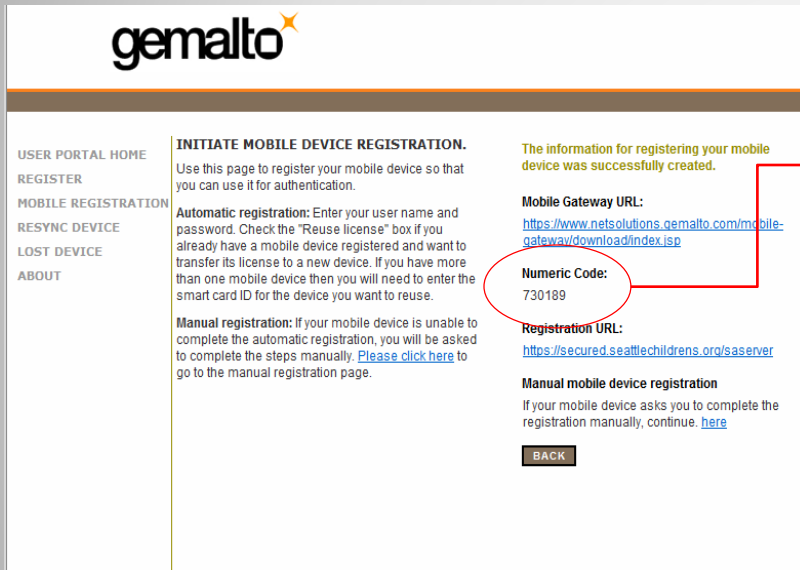 gemalto
USER PORTAL HOME
REGISTER
MOBILE REGISTRATION
RESYNC DEVICE
LOST DEVICE
ABOUT
INITIATE MOBILE DEVICE REGISTRATION.
Use this page to register your mobile device so that
you can use it for authentication.
Automatic registration: Enter your user name and
password. Check the "Reuse license" box if you
already have a mobile device registered and want to
transfer its license to a new device. If you have more
than one mobile device then you will need to enter the
smart card ID for the device you want to reuse.
Manual registration: If your mobile device is unable to
complete the automatic registration, you will be asked
to complete the steps manually. Please click here to
go to the manual registration page.
The information for registering your mobile
device was successfully created.
Mobile Gateway URL:
https://www.netsolutions.gemalto.com/mobile-
gateway/download/index.jsp
Numeric Code:
730189
Registration URL:
https://secured.seattlechildrens.org/saserver
Manual mobile device registration
If your mobile device asks you to complete the
registration manually, continue. here
BACK